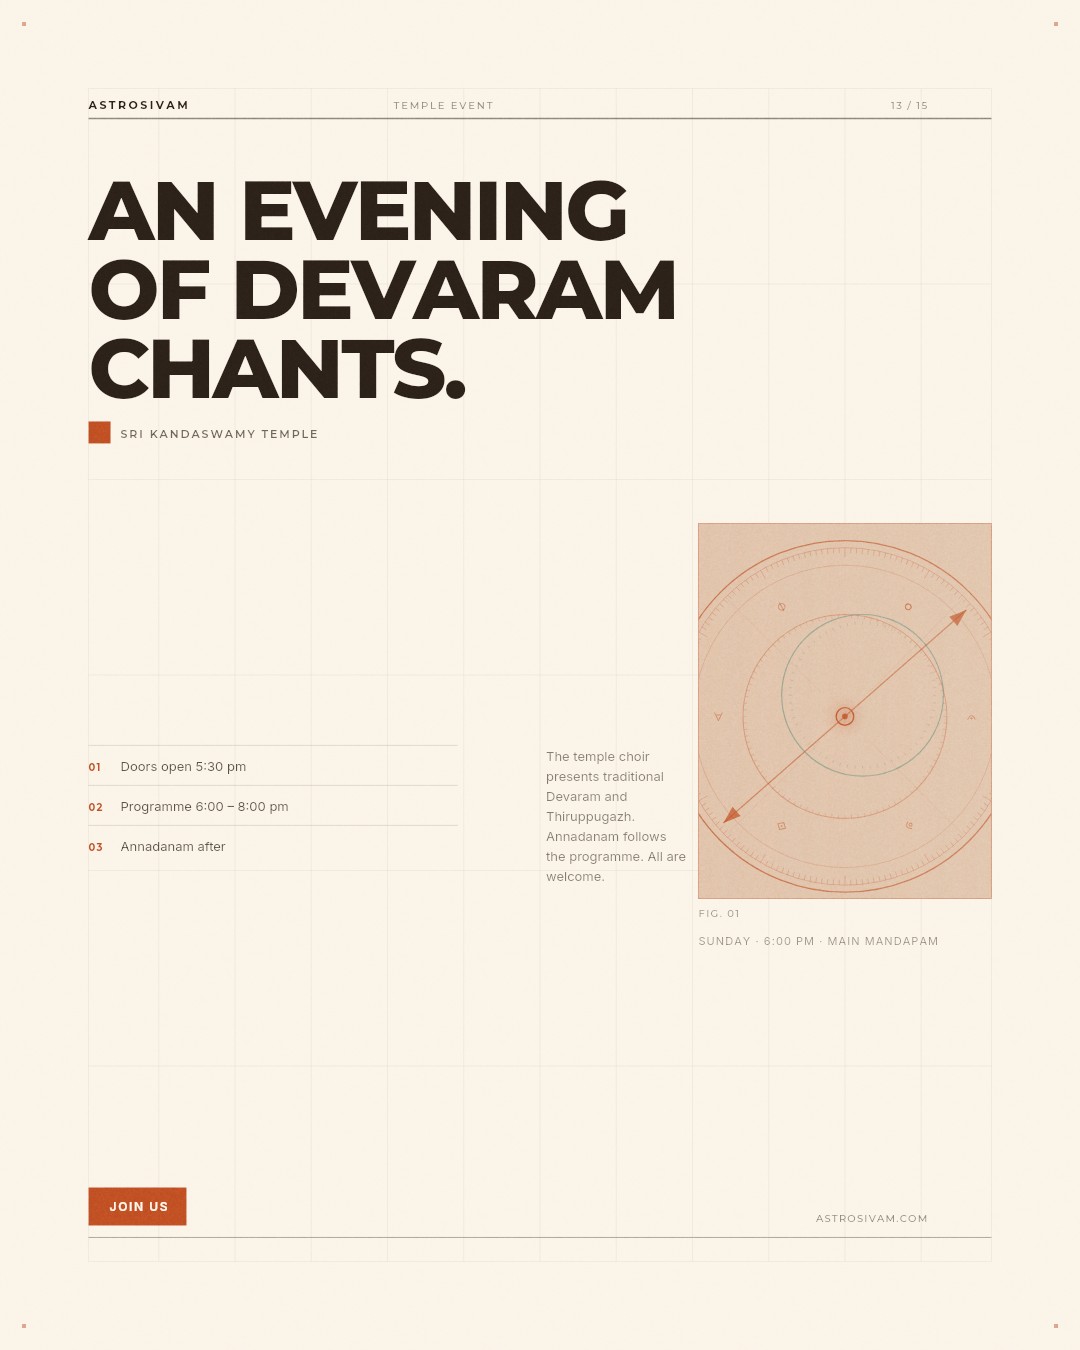 ASTROSIVAM
TEMPLE EVENT
13 / 15
AN EVENING
OF DEVARAM
CHANTS.
SRI KANDASWAMY TEMPLE
01 Doors open 5:30 pm
02 Programme 6:00 – 8:00 pm
03 Annadanam after
The temple choir
presents traditional
Devaram and
Thiruppugazh.
Annadanam follows
the programme. All are
welcome.
FIG. 01
SUNDAY · 6:00 PM · MAIN MANDAPAM
JOIN US
ASTROSIVAM.COM